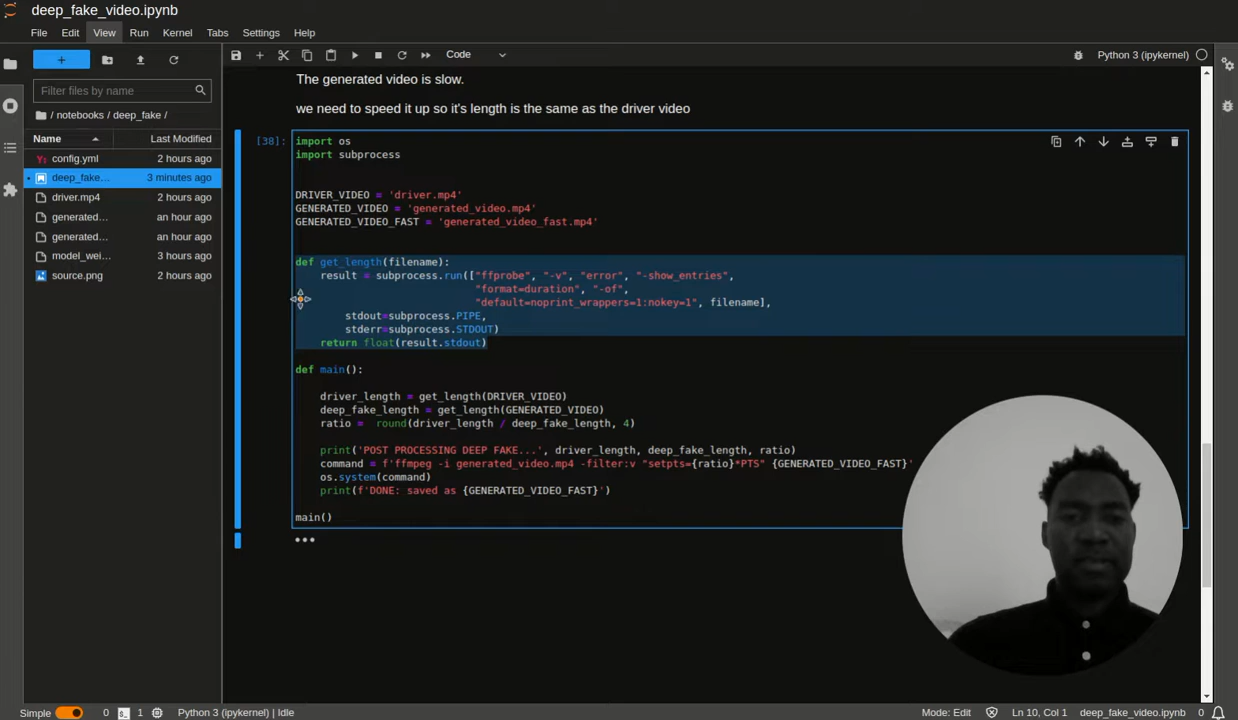 deep_fake_video.ipynb
File Edit View Run Kernel Tabs Settings Help
Code
Python 3 (ipykernel)
Filter files by name
/ notebooks / deep_fake /
Name Last Modified
config.yml 2 hours ago
deep_fake... 3 minutes ago
driver.mp4 2 hours ago
generated... an hour ago
generated... an hour ago
model_wei... 3 hours ago
source.png 2 hours ago
The generated video is slow.
we need to speed it up so it's length is the same as the driver video
[38]: import os
import subprocess
DRIVER_VIDEO = 'driver.mp4'
GENERATED_VIDEO = 'generated_video.mp4'
GENERATED_VIDEO_FAST = 'generated_video_fast.mp4'
def get_length(filename):
result = subprocess.run(["ffprobe", "-v", "error", "-show_entries",
"format=duration", "-of",
"default=noprint_wrappers=1:nokey=1", filename],
stdout=subprocess.PIPE,
stderr=subprocess.STDOUT)
return float(result.stdout)
def main():
driver_length = get_length(DRIVER_VIDEO)
deep_fake_length = get_length(GENERATED_VIDEO)
ratio = round(driver_length / deep_fake_length, 4)
print('POST PROCESSING DEEP FAKE...', driver_length, deep_fake_length, ratio)
command = f'ffmpeg -i generated_video.mp4 -filter:v "setpts={ratio}*PTS" {GENERATED_VIDEO_FAST}'
os.system(command)
print(f'DONE: saved as {GENERATED_VIDEO_FAST}')
main()
Simple 0 $_ 1 Python 3 (ipykernel) | Idle
Mode: Edit Ln 10, Col 1 deep_fake_video.ipynb 0